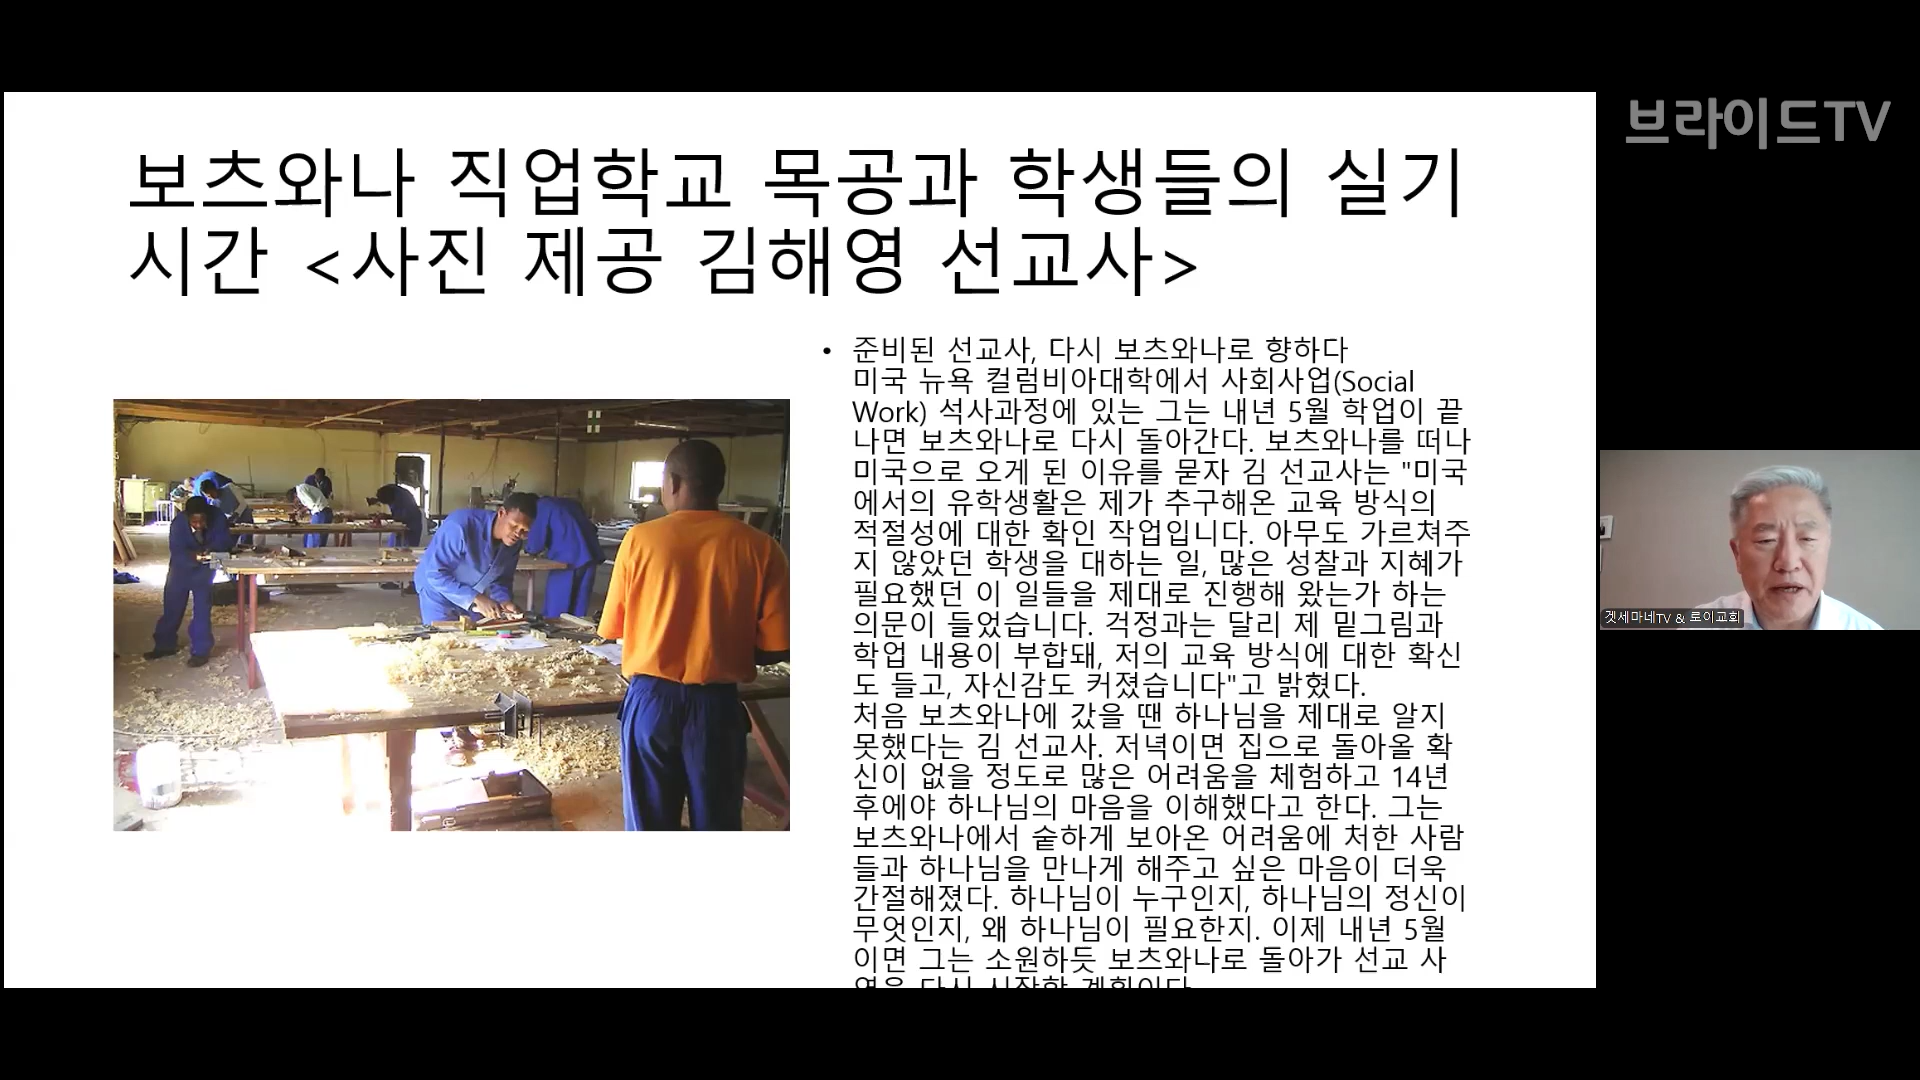 보츠와나 직업학교 목공과 학생들의 실기
시간 <사진 제공 김해영 선교사>
• 준비된 선교사, 다시 보츠와나로 향하다
미국 뉴욕 컬럼비아대학에서 사회사업(Social
Work) 석사과정에 있는 그는 내년 5월 학업이 끝
나면 보츠와나로 다시 돌아간다. 보츠와나를 떠나
미국으로 오게 된 이유를 묻자 김 선교사는 "미국
에서의 유학생활은 제가 추구해온 교육 방식의
적절성에 대한 확인 작업입니다. 아무도 가르쳐주
지 않았던 학생을 대하는 일, 많은 성찰과 지혜가
필요했던 이 일들을 제대로 진행해 왔는가 하는
의문이 들었습니다. 걱정과는 달리 제 밑그림과
학업 내용이 부합돼, 저의 교육 방식에 대한 확신
도 들고, 자신감도 커졌습니다"고 밝혔다.
처음 보츠와나에 갔을 땐 하나님을 제대로 알지
못했다는 김 선교사. 저녁이면 집으로 돌아올 확
신이 없을 정도로 많은 어려움을 체험하고 14년
후에야 하나님의 마음을 이해했다고 한다. 그는
보츠와나에서 숱하게 보아온 어려움에 처한 사람
들과 하나님을 만나게 해주고 싶은 마음이 더욱
간절해졌다. 하나님이 누구인지, 하나님의 정신이
무엇인지, 왜 하나님이 필요한지. 이제 내년 5월
이면 그는 소원하듯 보츠와나로 돌아가 선교 사
역을 다시 시작할 계획이다
브라이드TV
겟세마네TV & 로이교회